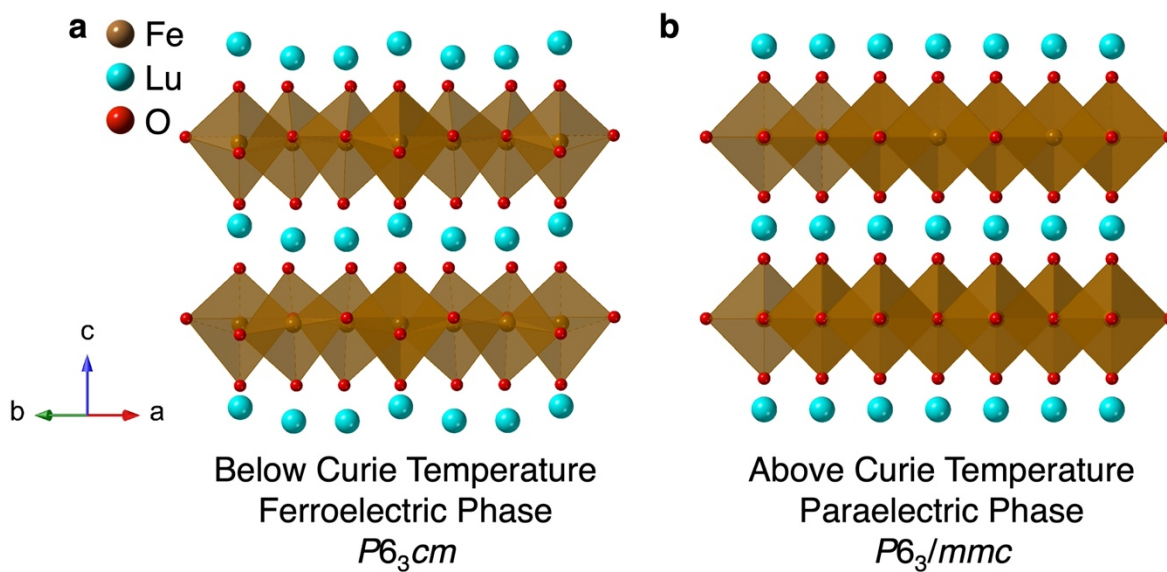 a
Fe
Lu
O
b
c
b
a
Below Curie Temperature
Ferroelectric Phase
P6₃cm
Above Curie Temperature
Paraelectric Phase
P6₃/mmc